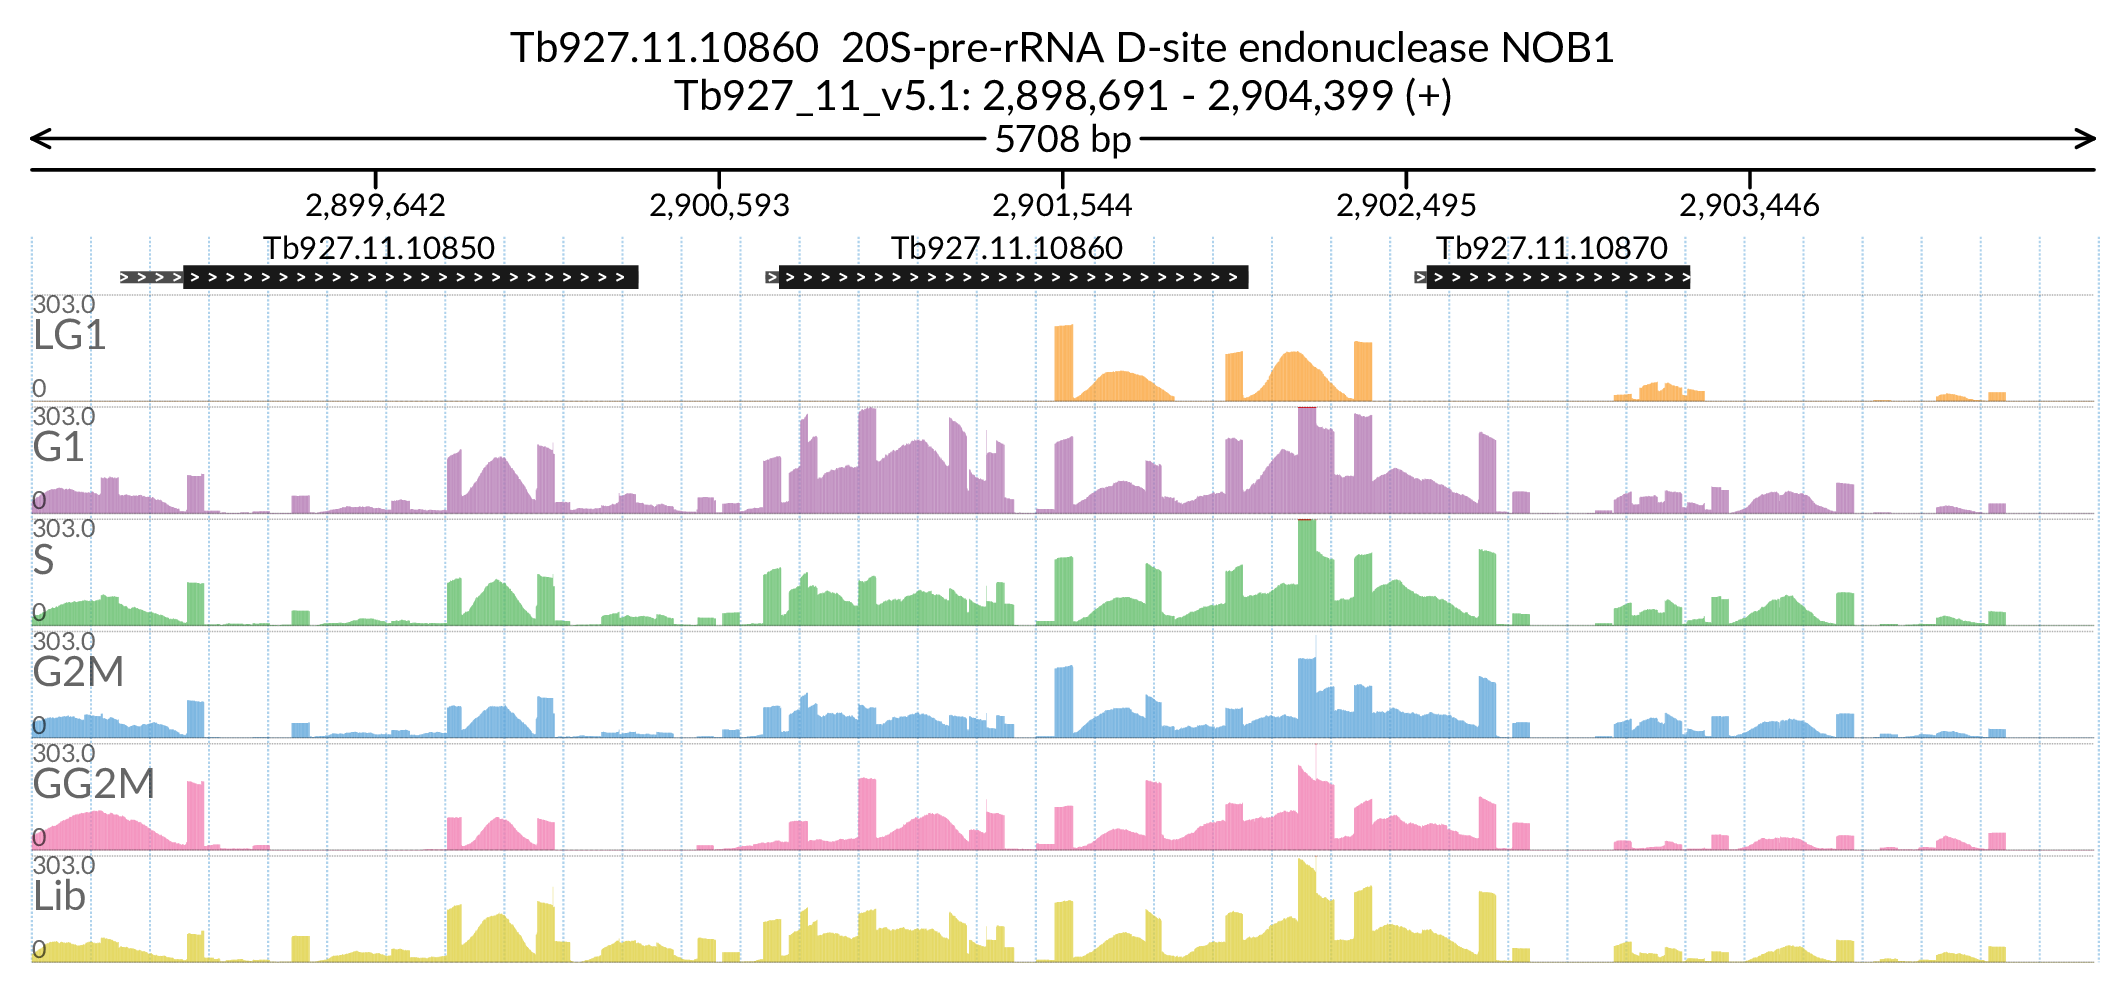 Tb927.11.10860  20S-pre-rRNA D-site endonuclease NOB1
Tb927_11_v5.1: 2,898,691 - 2,904,399 (+)
5708 bp
2,899,642 2,900,593 2,901,544 2,902,495 2,903,446
Tb927.11.10850 Tb927.11.10860 Tb927.11.10870
303.0
LG1
0
303.0
G1
0
303.0
S
0
303.0
G2M
0
303.0
GG2M
0
303.0
Lib
0